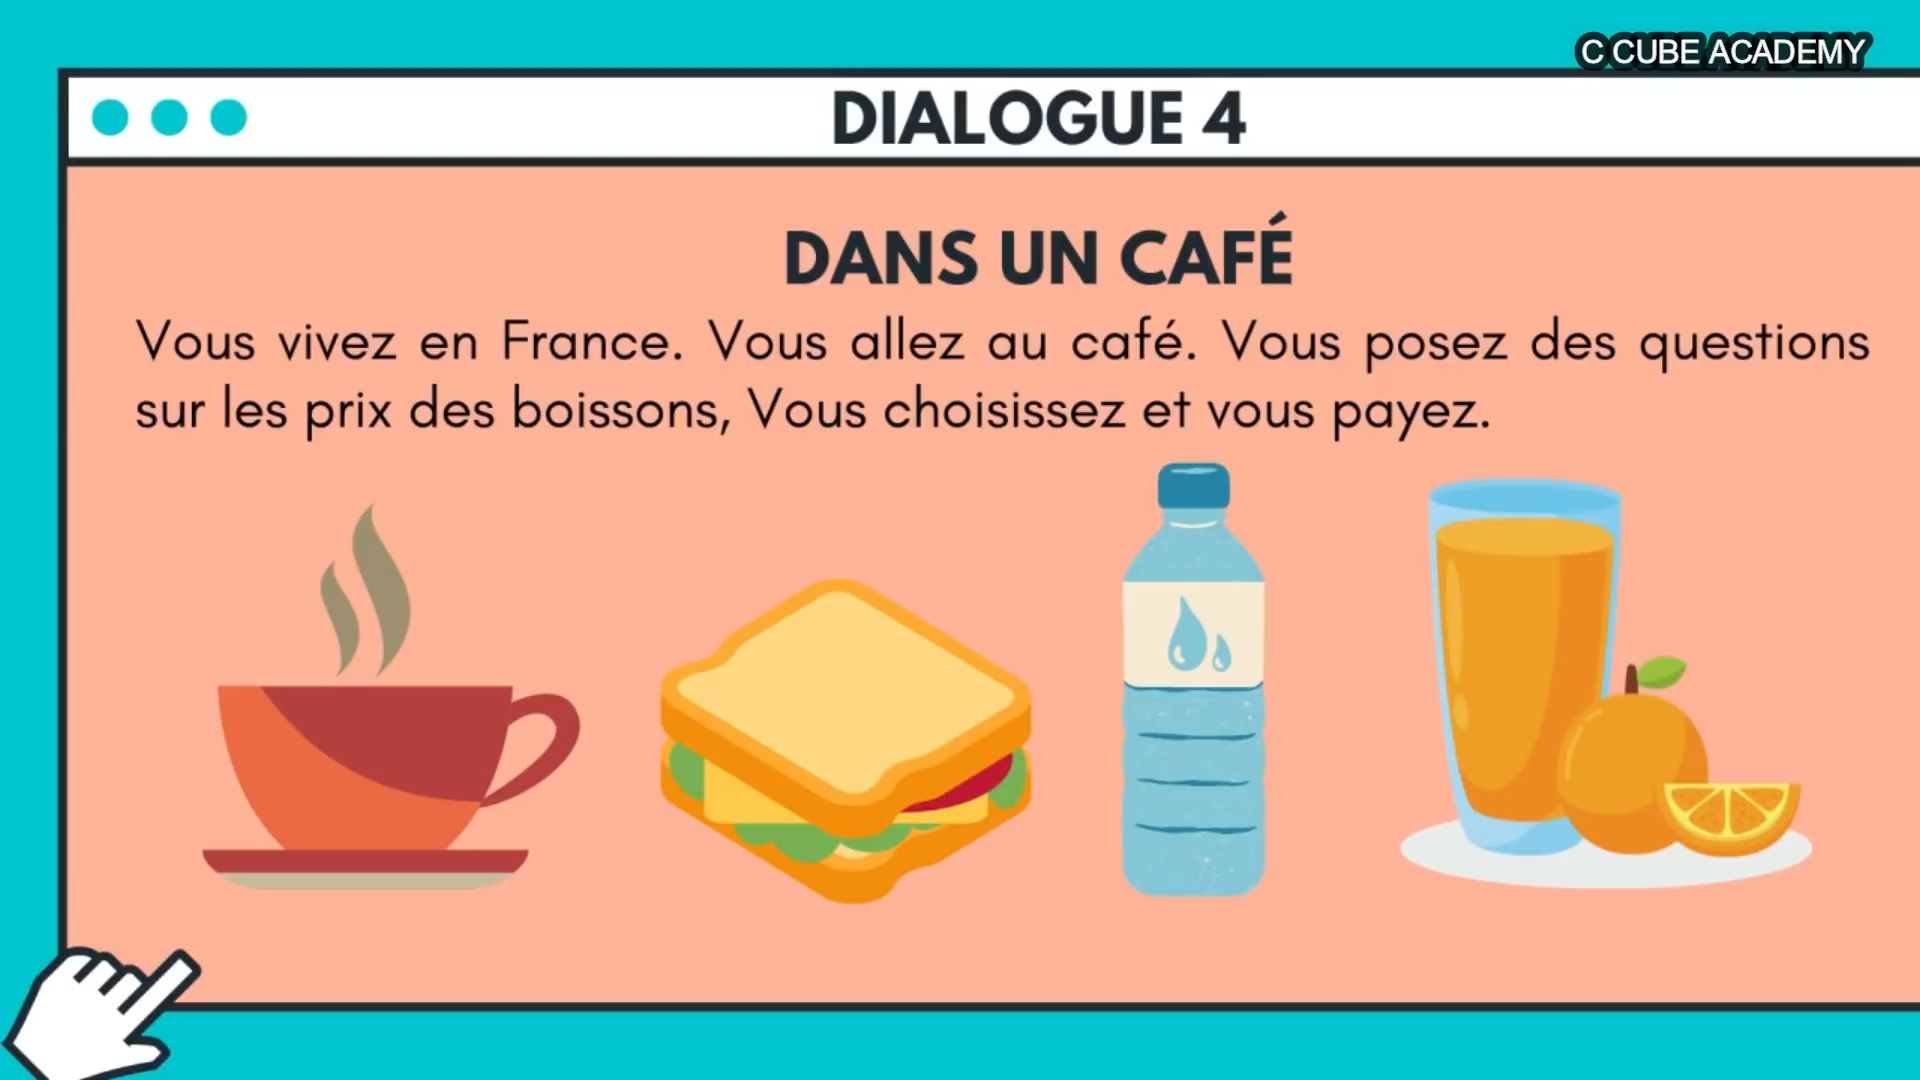 C CUBE ACADEMY
DIALOGUE 4
DANS UN CAFÉ
Vous vivez en France. Vous allez au café. Vous posez des questions
sur les prix des boissons, Vous choisissez et vous payez.